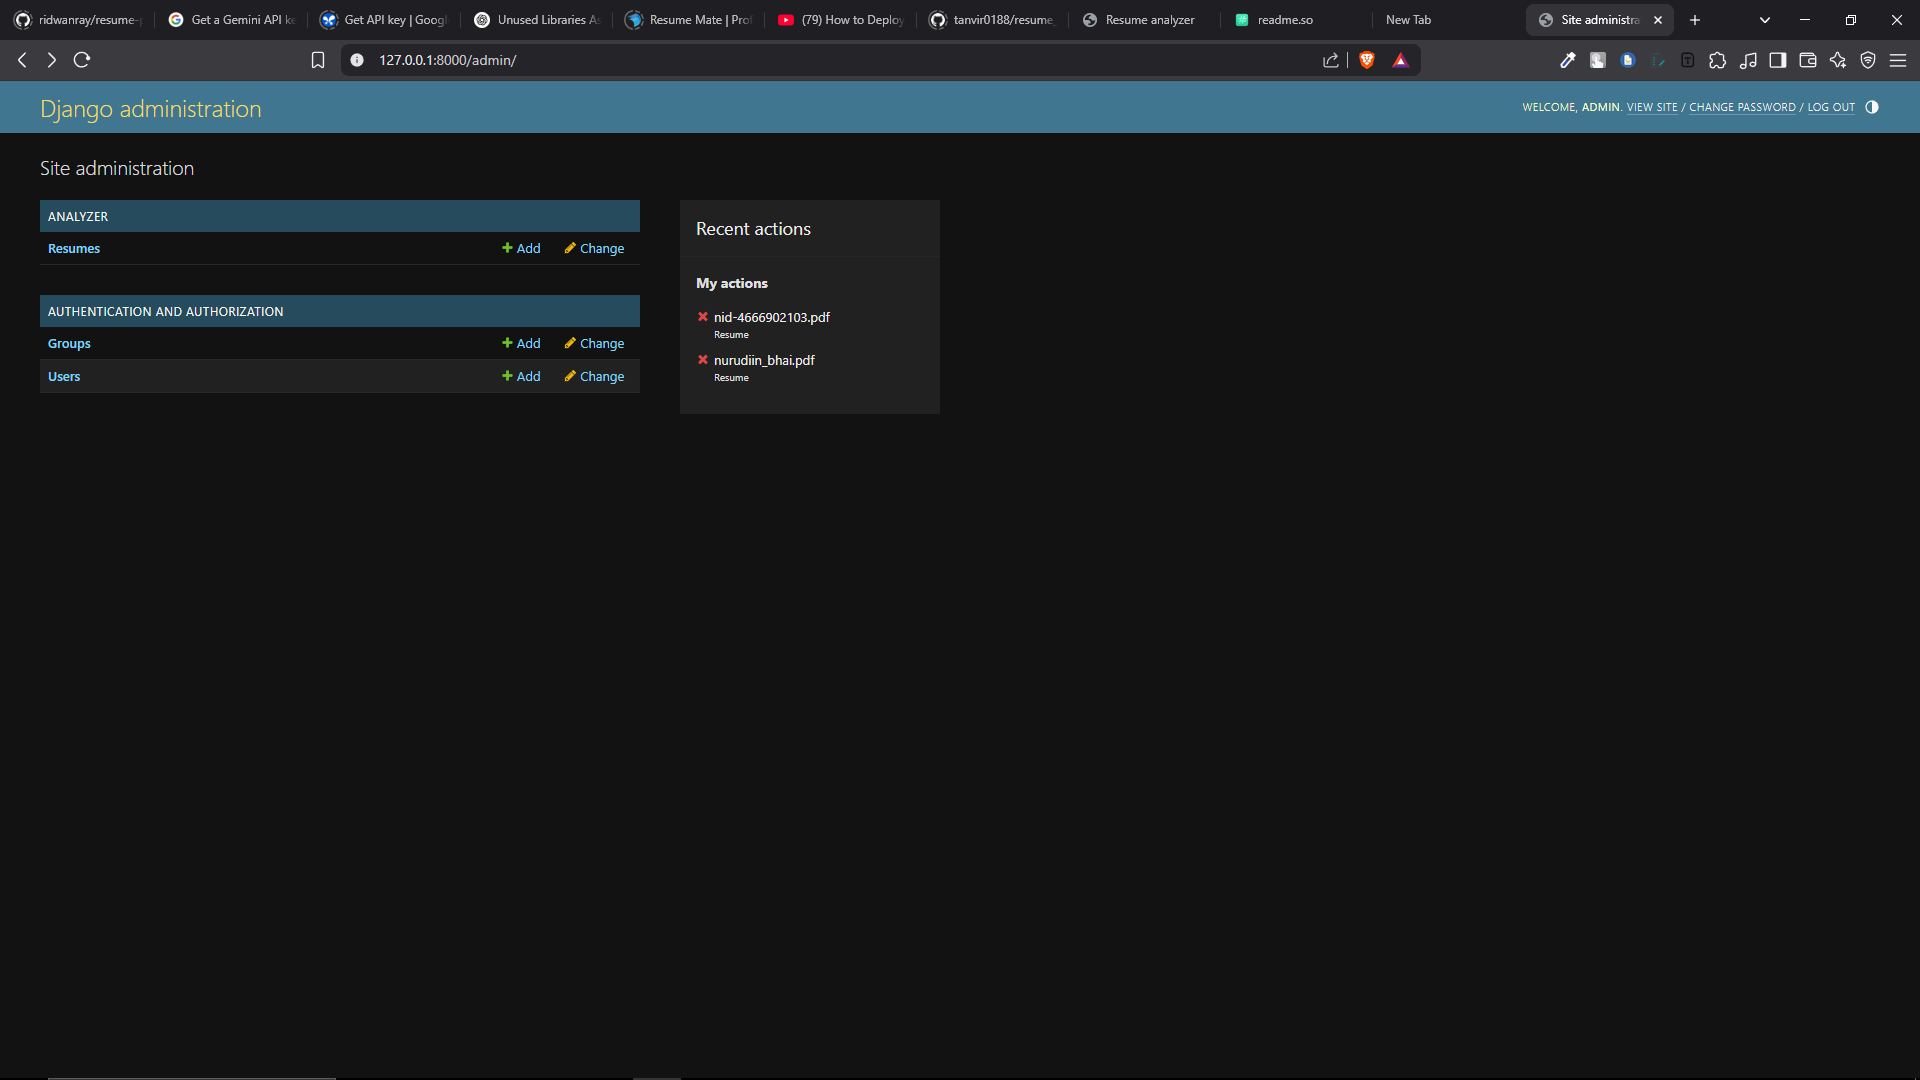 ridwanray/resume-p
Get a Gemini API ke
Get API key | Googl
Unused Libraries As
Resume Mate | Prof
(79) How to Deploy
tanvir0188/resume_
Resume analyzer
readme.so
New Tab
Site administra
127.0.0.1:8000/admin/
Django administration
WELCOME, ADMIN. VIEW SITE / CHANGE PASSWORD / LOG OUT
Site administration
ANALYZER
Resumes Add Change
AUTHENTICATION AND AUTHORIZATION
Groups Add Change
Users Add Change
Recent actions
My actions
nid-4666902103.pdf
Resume
nurudiin_bhai.pdf
Resume